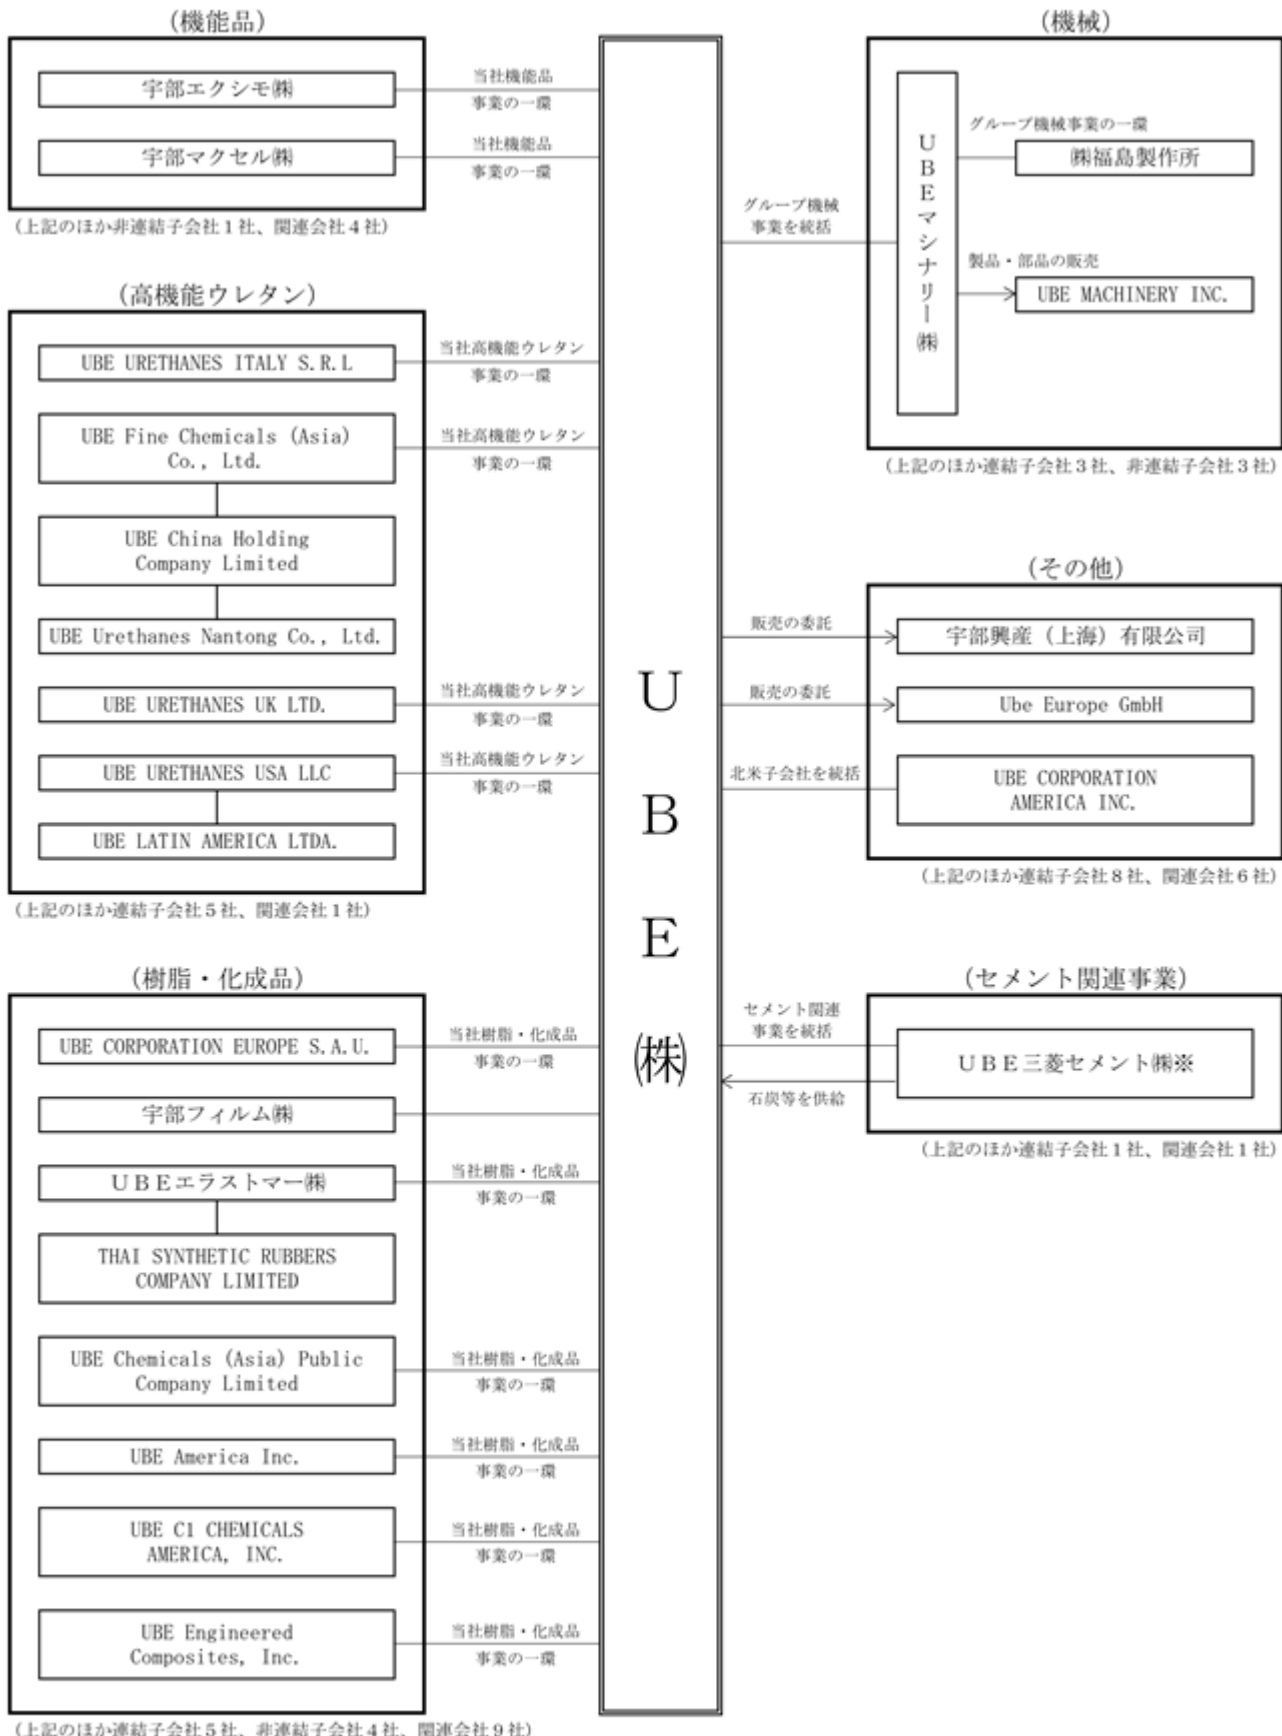 (機能品)
宇部エクシモ㈱
当社機能品
事業の一環
宇部マクセル㈱
当社機能品
事業の一環
(上記のほか非連結子会社１社、関連会社４社)
(高機能ウレタン)
UBE URETHANES ITALY S.R.L
当社高機能ウレタン
事業の一環
UBE Fine Chemicals (Asia)
Co., Ltd.
当社高機能ウレタン
事業の一環
UBE China Holding
Company Limited
UBE Urethanes Nantong Co., Ltd.
UBE URETHANES UK LTD.
当社高機能ウレタン
事業の一環
UBE URETHANES USA LLC
当社高機能ウレタン
事業の一環
UBE LATIN AMERICA LTDA.
(上記のほか連結子会社５社、関連会社１社)
(樹脂・化成品)
UBE CORPORATION EUROPE S.A.U.
当社樹脂・化成品
事業の一環
宇部フィルム㈱
ＵＢＥエラストマー㈱
当社樹脂・化成品
事業の一環
THAI SYNTHETIC RUBBERS
COMPANY LIMITED
UBE Chemicals (Asia) Public
Company Limited
当社樹脂・化成品
事業の一環
UBE America Inc.
当社樹脂・化成品
事業の一環
UBE C1 CHEMICALS
AMERICA, INC.
当社樹脂・化成品
事業の一環
UBE Engineered
Composites, Inc.
当社樹脂・化成品
事業の一環
(上記のほか連結子会社５社、非連結子会社４社、関連会社９社)
ＵＢＥ㈱
(機械)
グループ機械
事業を統括
ＵＢＥマシナリー㈱
グループ機械事業の一環
㈱福島製作所
製品・部品の販売
UBE MACHINERY INC.
(上記のほか連結子会社３社、非連結子会社３社)
(その他)
販売の委託
宇部興産（上海）有限公司
販売の委託
Ube Europe GmbH
北米子会社を統括
UBE CORPORATION
AMERICA INC.
(上記のほか連結子会社８社、関連会社６社)
(セメント関連事業)
セメント関連
事業を統括
ＵＢＥ三菱セメント㈱※
石炭等を供給
(上記のほか連結子会社１社、関連会社１社)